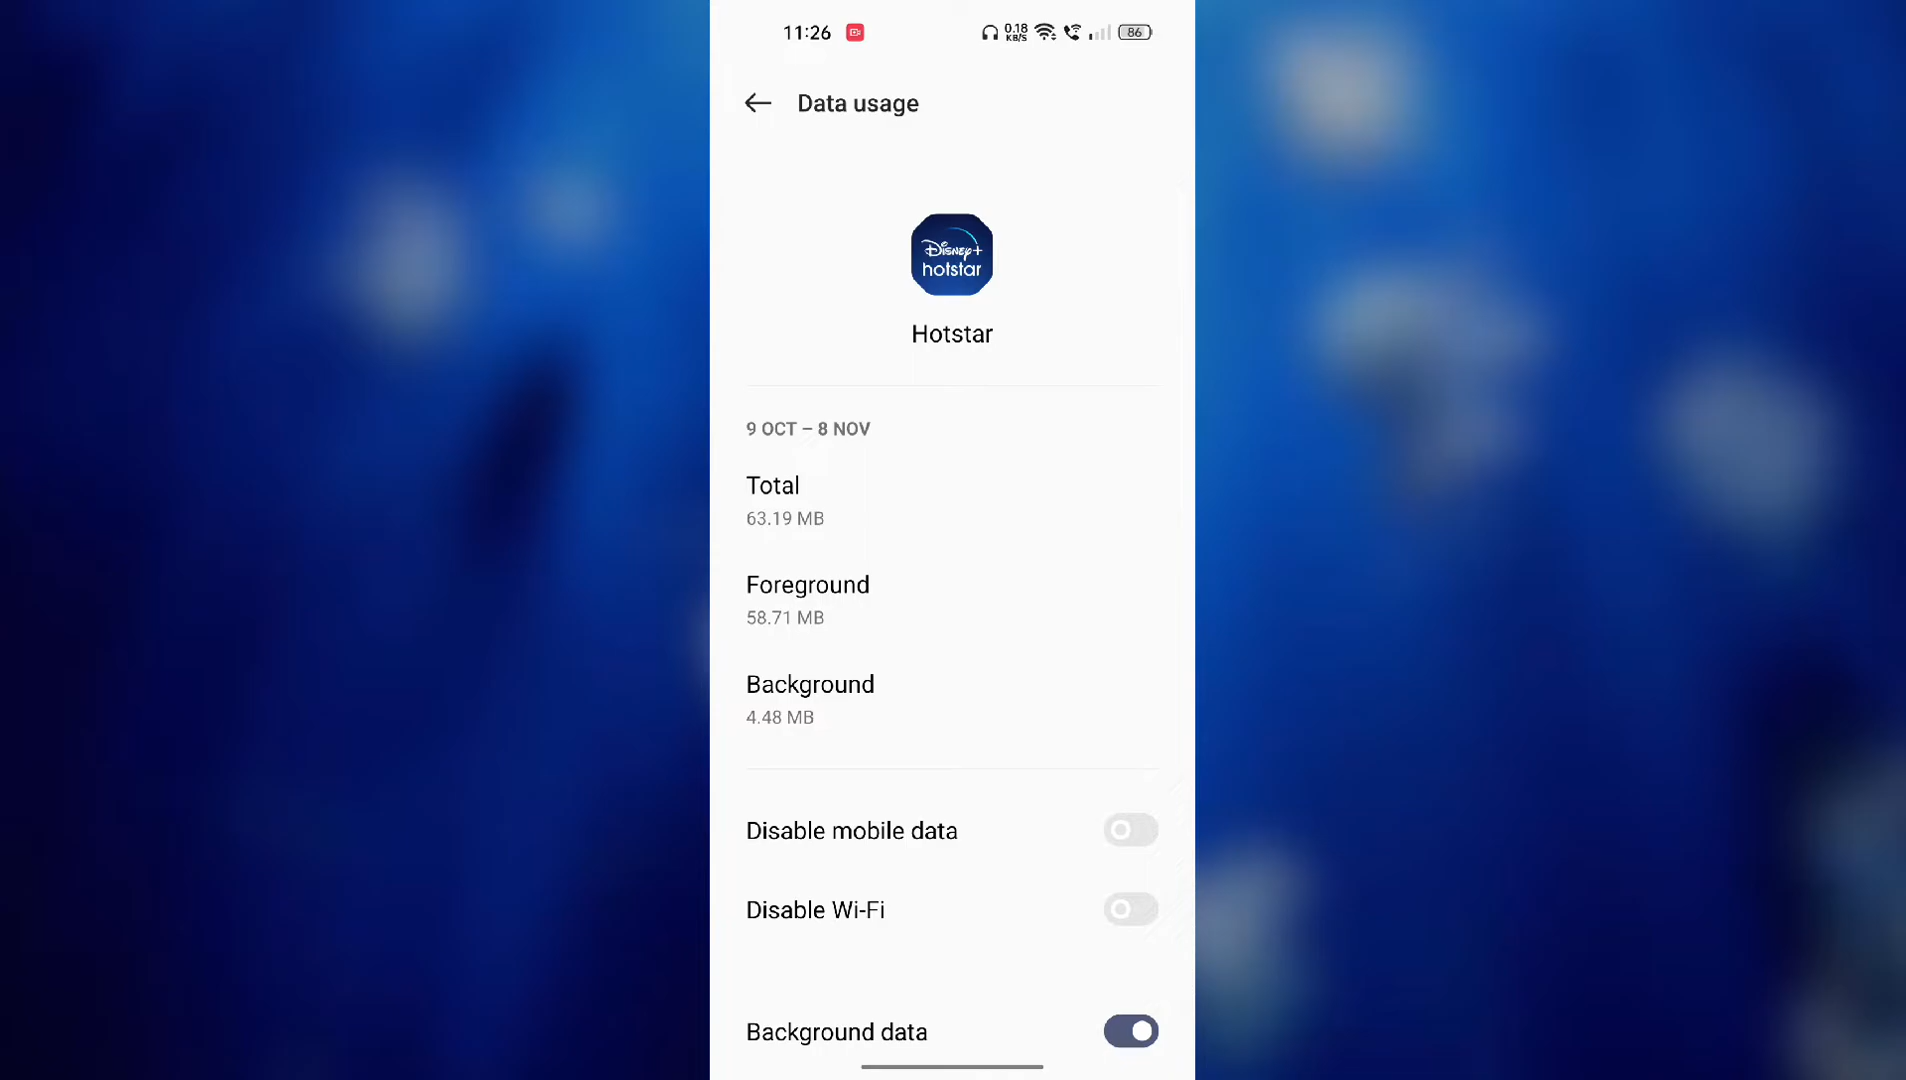 11:26
0.18
KB/S
86
Data usage
Disney+
hotstar
Hotstar
9 OCT – 8 NOV
Total
63.19 MB
Foreground
58.71 MB
Background
4.48 MB
Disable mobile data
Disable Wi-Fi
Background data